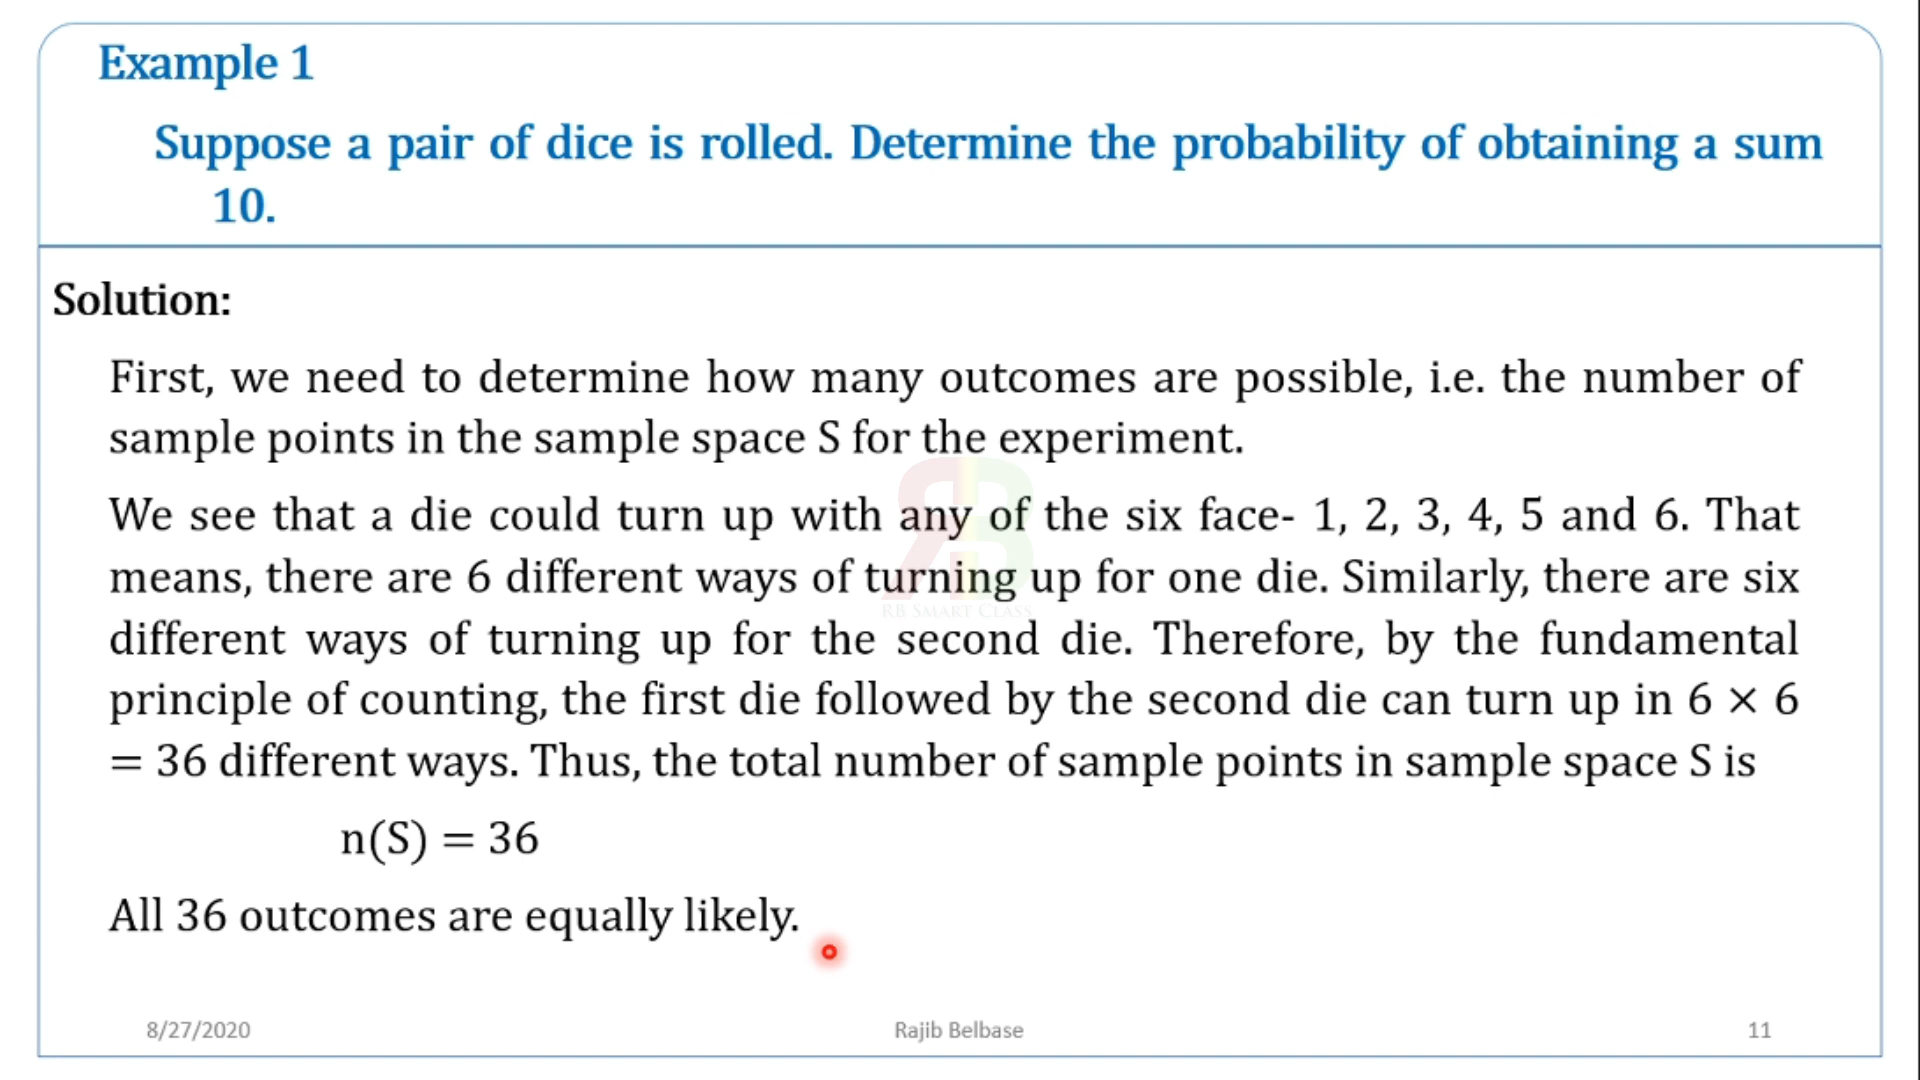 Example 1
Suppose a pair of dice is rolled. Determine the probability of obtaining a sum
10.
Solution:
First, we need to determine how many outcomes are possible, i.e. the number of
sample points in the sample space S for the experiment.
We see that a die could turn up with any of the six face- 1, 2, 3, 4, 5 and 6. That
means, there are 6 different ways of turning up for one die. Similarly, there are six
RB SMART CLASS
different ways of turning up for the second die. Therefore, by the fundamental
principle of counting, the first die followed by the second die can turn up in 6 × 6
= 36 different ways. Thus, the total number of sample points in sample space S is
n(S) = 36
All 36 outcomes are equally likely.
8/27/2020 Rajib Belbase 11